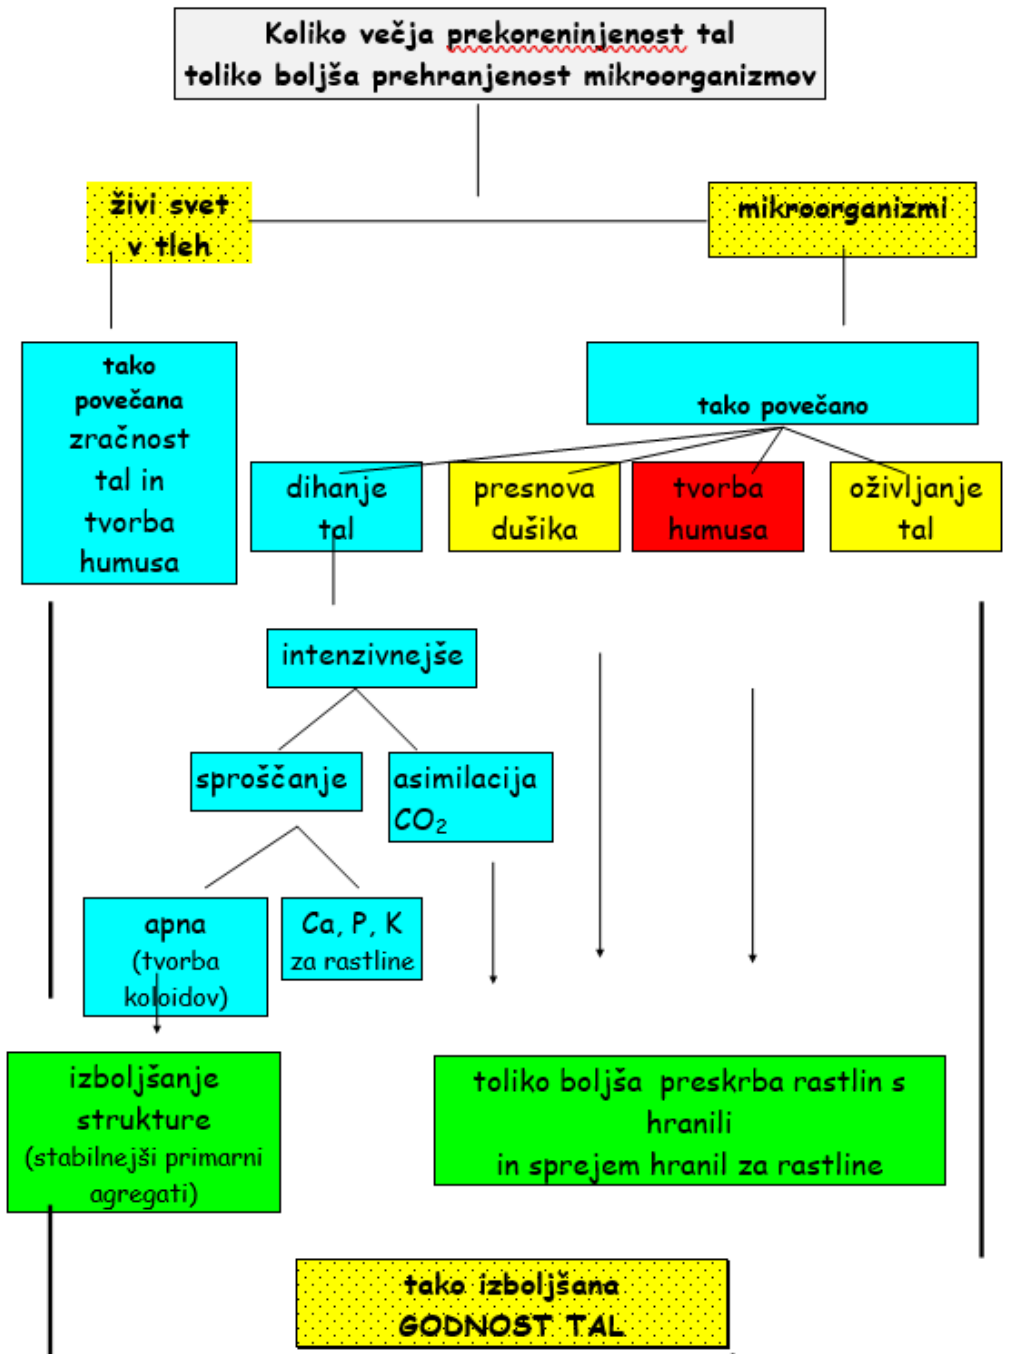 Koliko večja prekoreninjenost tal
toliko boljša prehranjenost mikroorganizmov
živi svet
v tleh
mikroorganizmi
tako
povečana
zračnost
tal in
tvorba
humusa
tako povečano
dihanje
tal
presnova
dušika
tvorba
humusa
oživljanje
tal
intenzivnejše
sproščanje
asimilacija
CO₂
apna
(tvorba
koloidov)
Ca, P, K
za rastline
izboljšanje
strukture
(stabilnejši primarni
agregati)
toliko boljša preskrba rastlin s
hranili
in sprejem hranil za rastline
tako izboljšana
GODNOST TAL